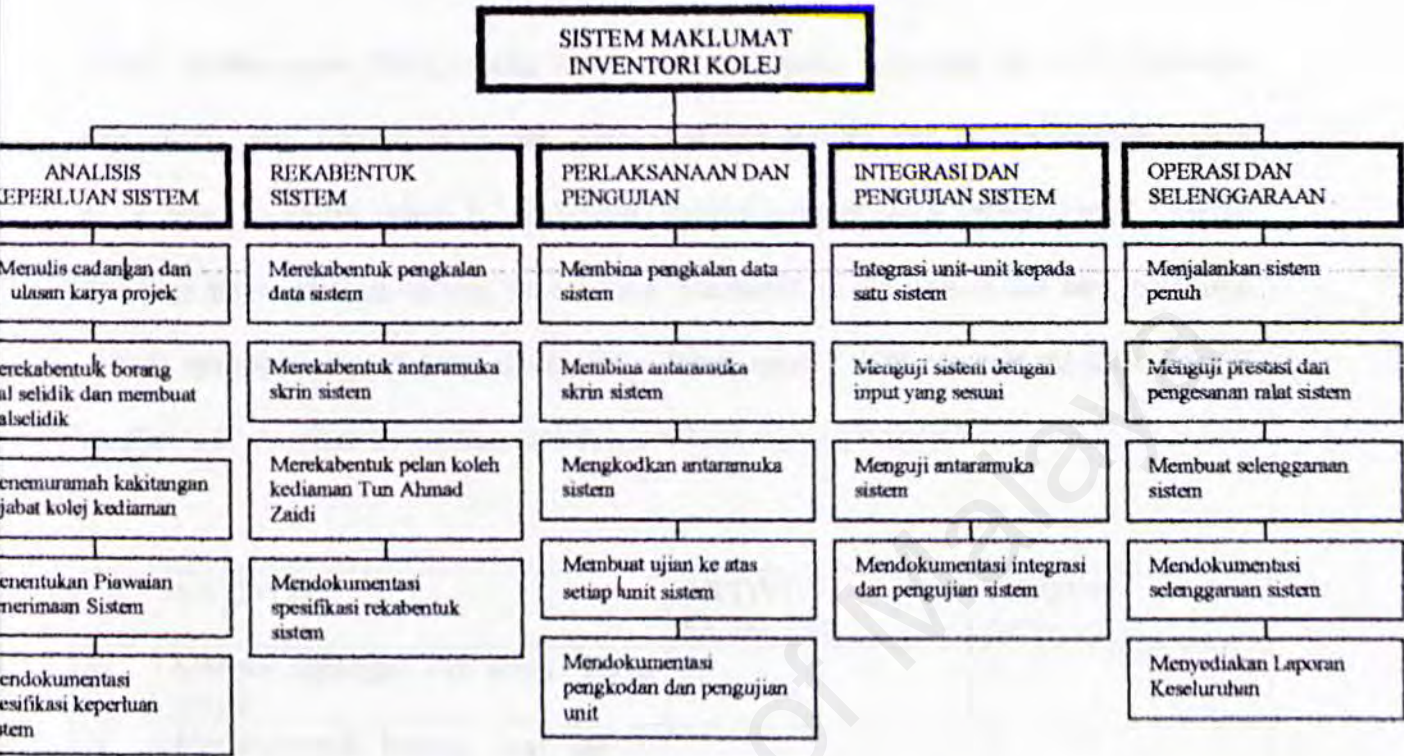 SISTEM MAKLUMAT
INVENTORI KOLEJ
ANALISIS
KEPERLUAN SISTEM
Menulis cadangan dan
ulasan karya projek
erekabentuk borang
al selidik dan membuat
alselidik
enemuramah kakitangan
jabat kolej kediaman
enentukan Piawaian
nerimaan Sistem
endokumentasi
esifikasi keperluan
stem
REKABENTUK
SISTEM
Merekabentuk pengkalan
data sistem
Merekabentuk antaramuka
skrin sistem
Merekabentuk pelan koleh
kediaman Tun Ahmad
Zaidi
Mendokumentasi
spesifikasi rekabentuk
sistem
PERLAKSANAAN DAN
PENGUJIAN
Membina pengkalan data
sistem
Membina antaramuka
skrin sistem
Mengkodkan antaramuka
sistem
Membuat ujian ke atas
setiap unit sistem
Mendokumentasi
pengkodan dan pengujian
unit
INTEGRASI DAN
PENGUJIAN SISTEM
Integrasi unit-unit kepada
satu sistem
Menguji sistem dengan
input yang sesuai
Menguji antaramuka
sistem
Mendokumentasi integrasi
dan pengujian sistem
OPERASI DAN
SELENGGARAAN
Menjalankan sistem
penuh
Menguji prestasi dan
pengesanan ralat sistem
Membuat selenggaraan
sistem
Mendokumentasi
selenggaraan sistem
Menyediakan Laporan
Keseluruhan
of Malaya